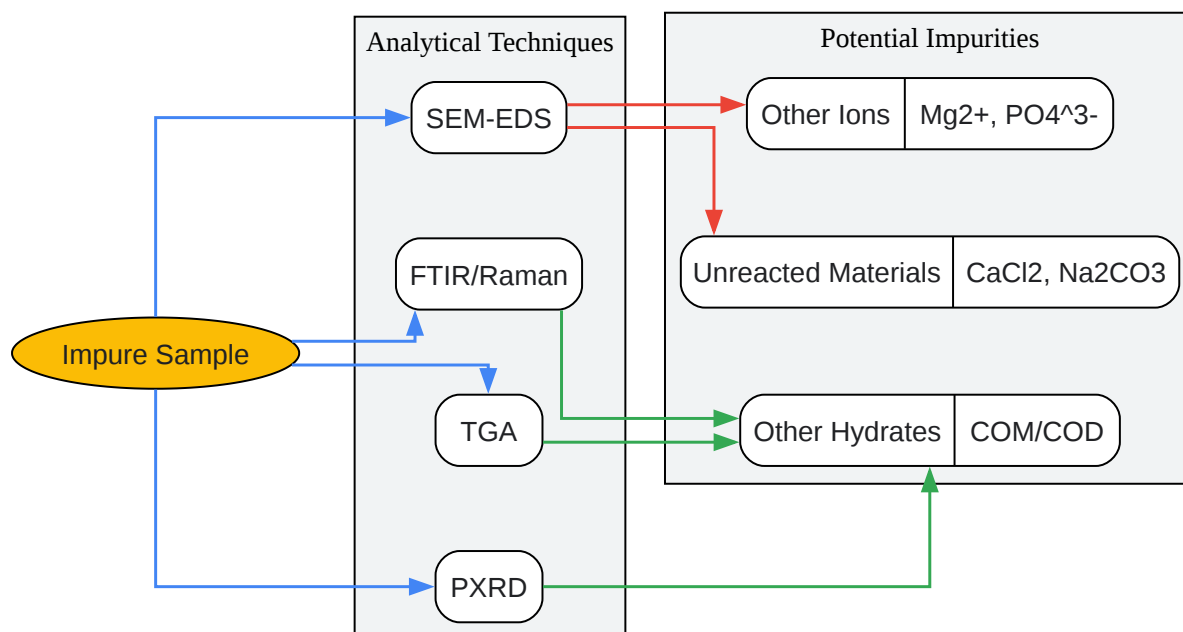 Analytical Techniques
Potential Impurities
SEM-EDS
Other Ions
Mg2+, PO4^3-
FTIR/Raman
Unreacted Materials
CaCl2, Na2CO3
Impure Sample
TGA
Other Hydrates
COM/COD
PXRD